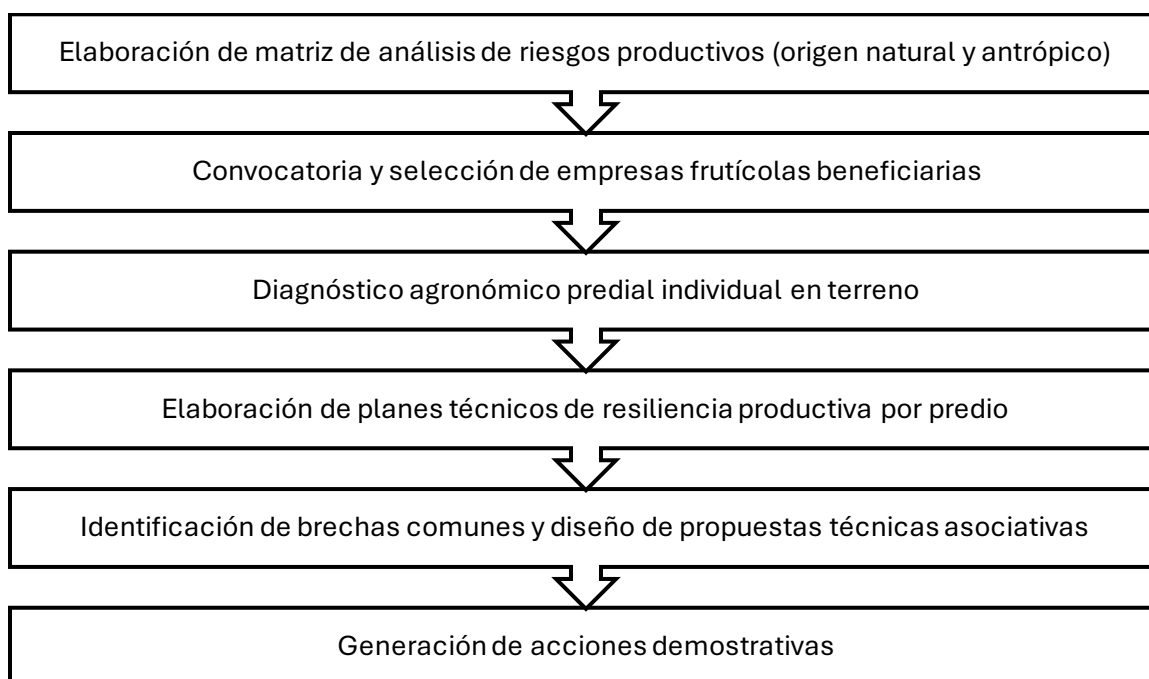 Elaboración de matriz de análisis de riesgos productivos (origen natural y antrópico)
Convocatoria y selección de empresas frutícolas beneficiarias
Diagnóstico agronómico predial individual en terreno
Elaboración de planes técnicos de resiliencia productiva por predio
Identificación de brechas comunes y diseño de propuestas técnicas asociativas
Generación de acciones demostrativas